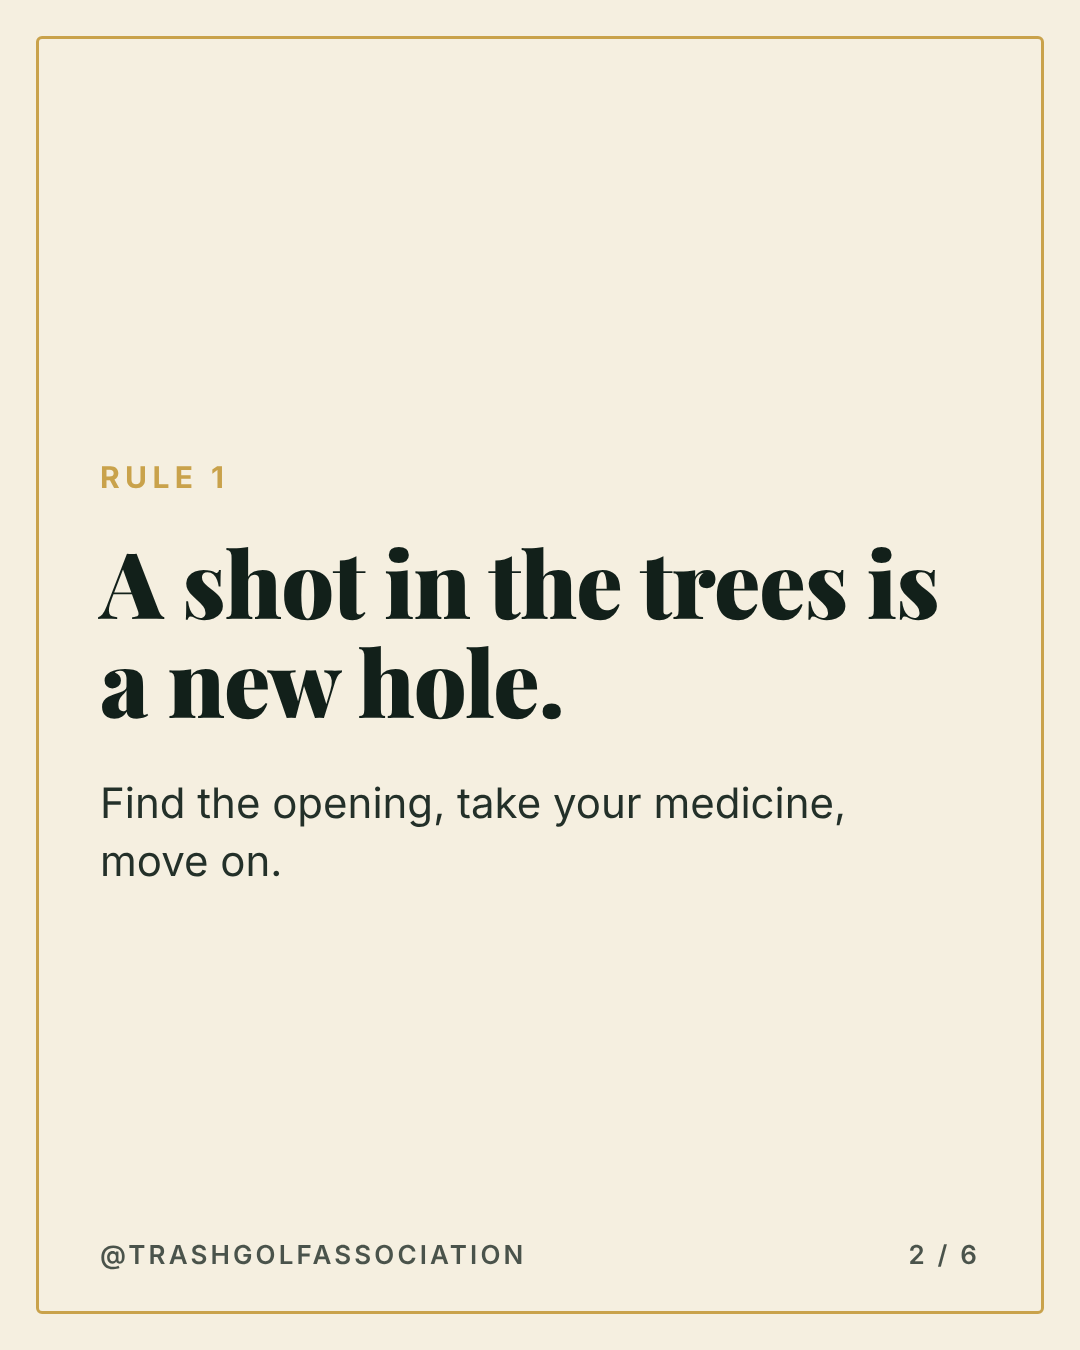 RULE 1
A shot in the trees is
a new hole.
Find the opening, take your medicine,
move on.
@TRASHGOLFASSOCIATION
2 / 6